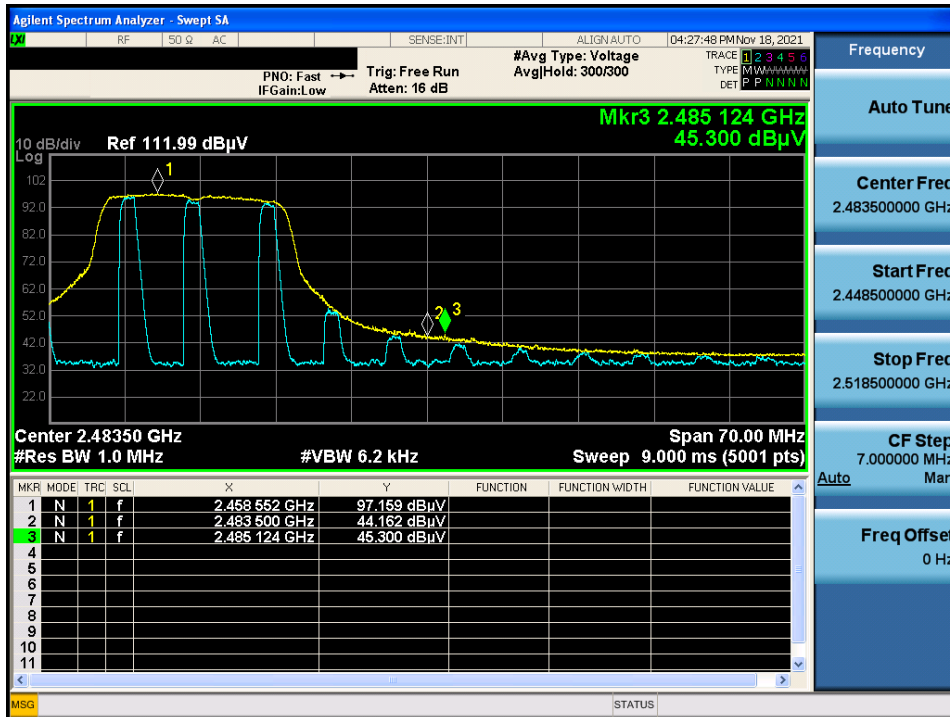 Agilent Spectrum Analyzer - Swept SA
LXI RF 50 Ω AC SENSE:INT ALIGN AUTO 04:27:48 PM Nov 18, 2021
PNO: Fast Trig: Free Run #Avg Type: Voltage TRACE 1 2 3 4 5 6
IFGain:Low Atten: 16 dB Avg|Hold: 300/300 TYPE MWWWWW
DET P P N N N N
Mkr3 2.485 124 GHz
45.300 dBµV
10 dB/div Ref 111.99 dBµV
Log
102
92.0
82.0
72.0
62.0
52.0
42.0
32.0
22.0
1
2
3
Center 2.48350 GHz Span 70.00 MHz
#Res BW 1.0 MHz #VBW 6.2 kHz Sweep 9.000 ms (5001 pts)
MKR MODE TRC SCL X Y FUNCTION FUNCTION WIDTH FUNCTION VALUE
1 N 1 f 2.458 552 GHz 97.159 dBµV
2 N 1 f 2.483 500 GHz 44.162 dBµV
3 N 1 f 2.485 124 GHz 45.300 dBµV
4
5
6
7
8
9
10
11
MSG STATUS
Frequency
Auto Tune
Center Freq
2.483500000 GHz
Start Freq
2.448500000 GHz
Stop Freq
2.518500000 GHz
CF Step
7.000000 MHz
Auto Man
Freq Offset
0 Hz